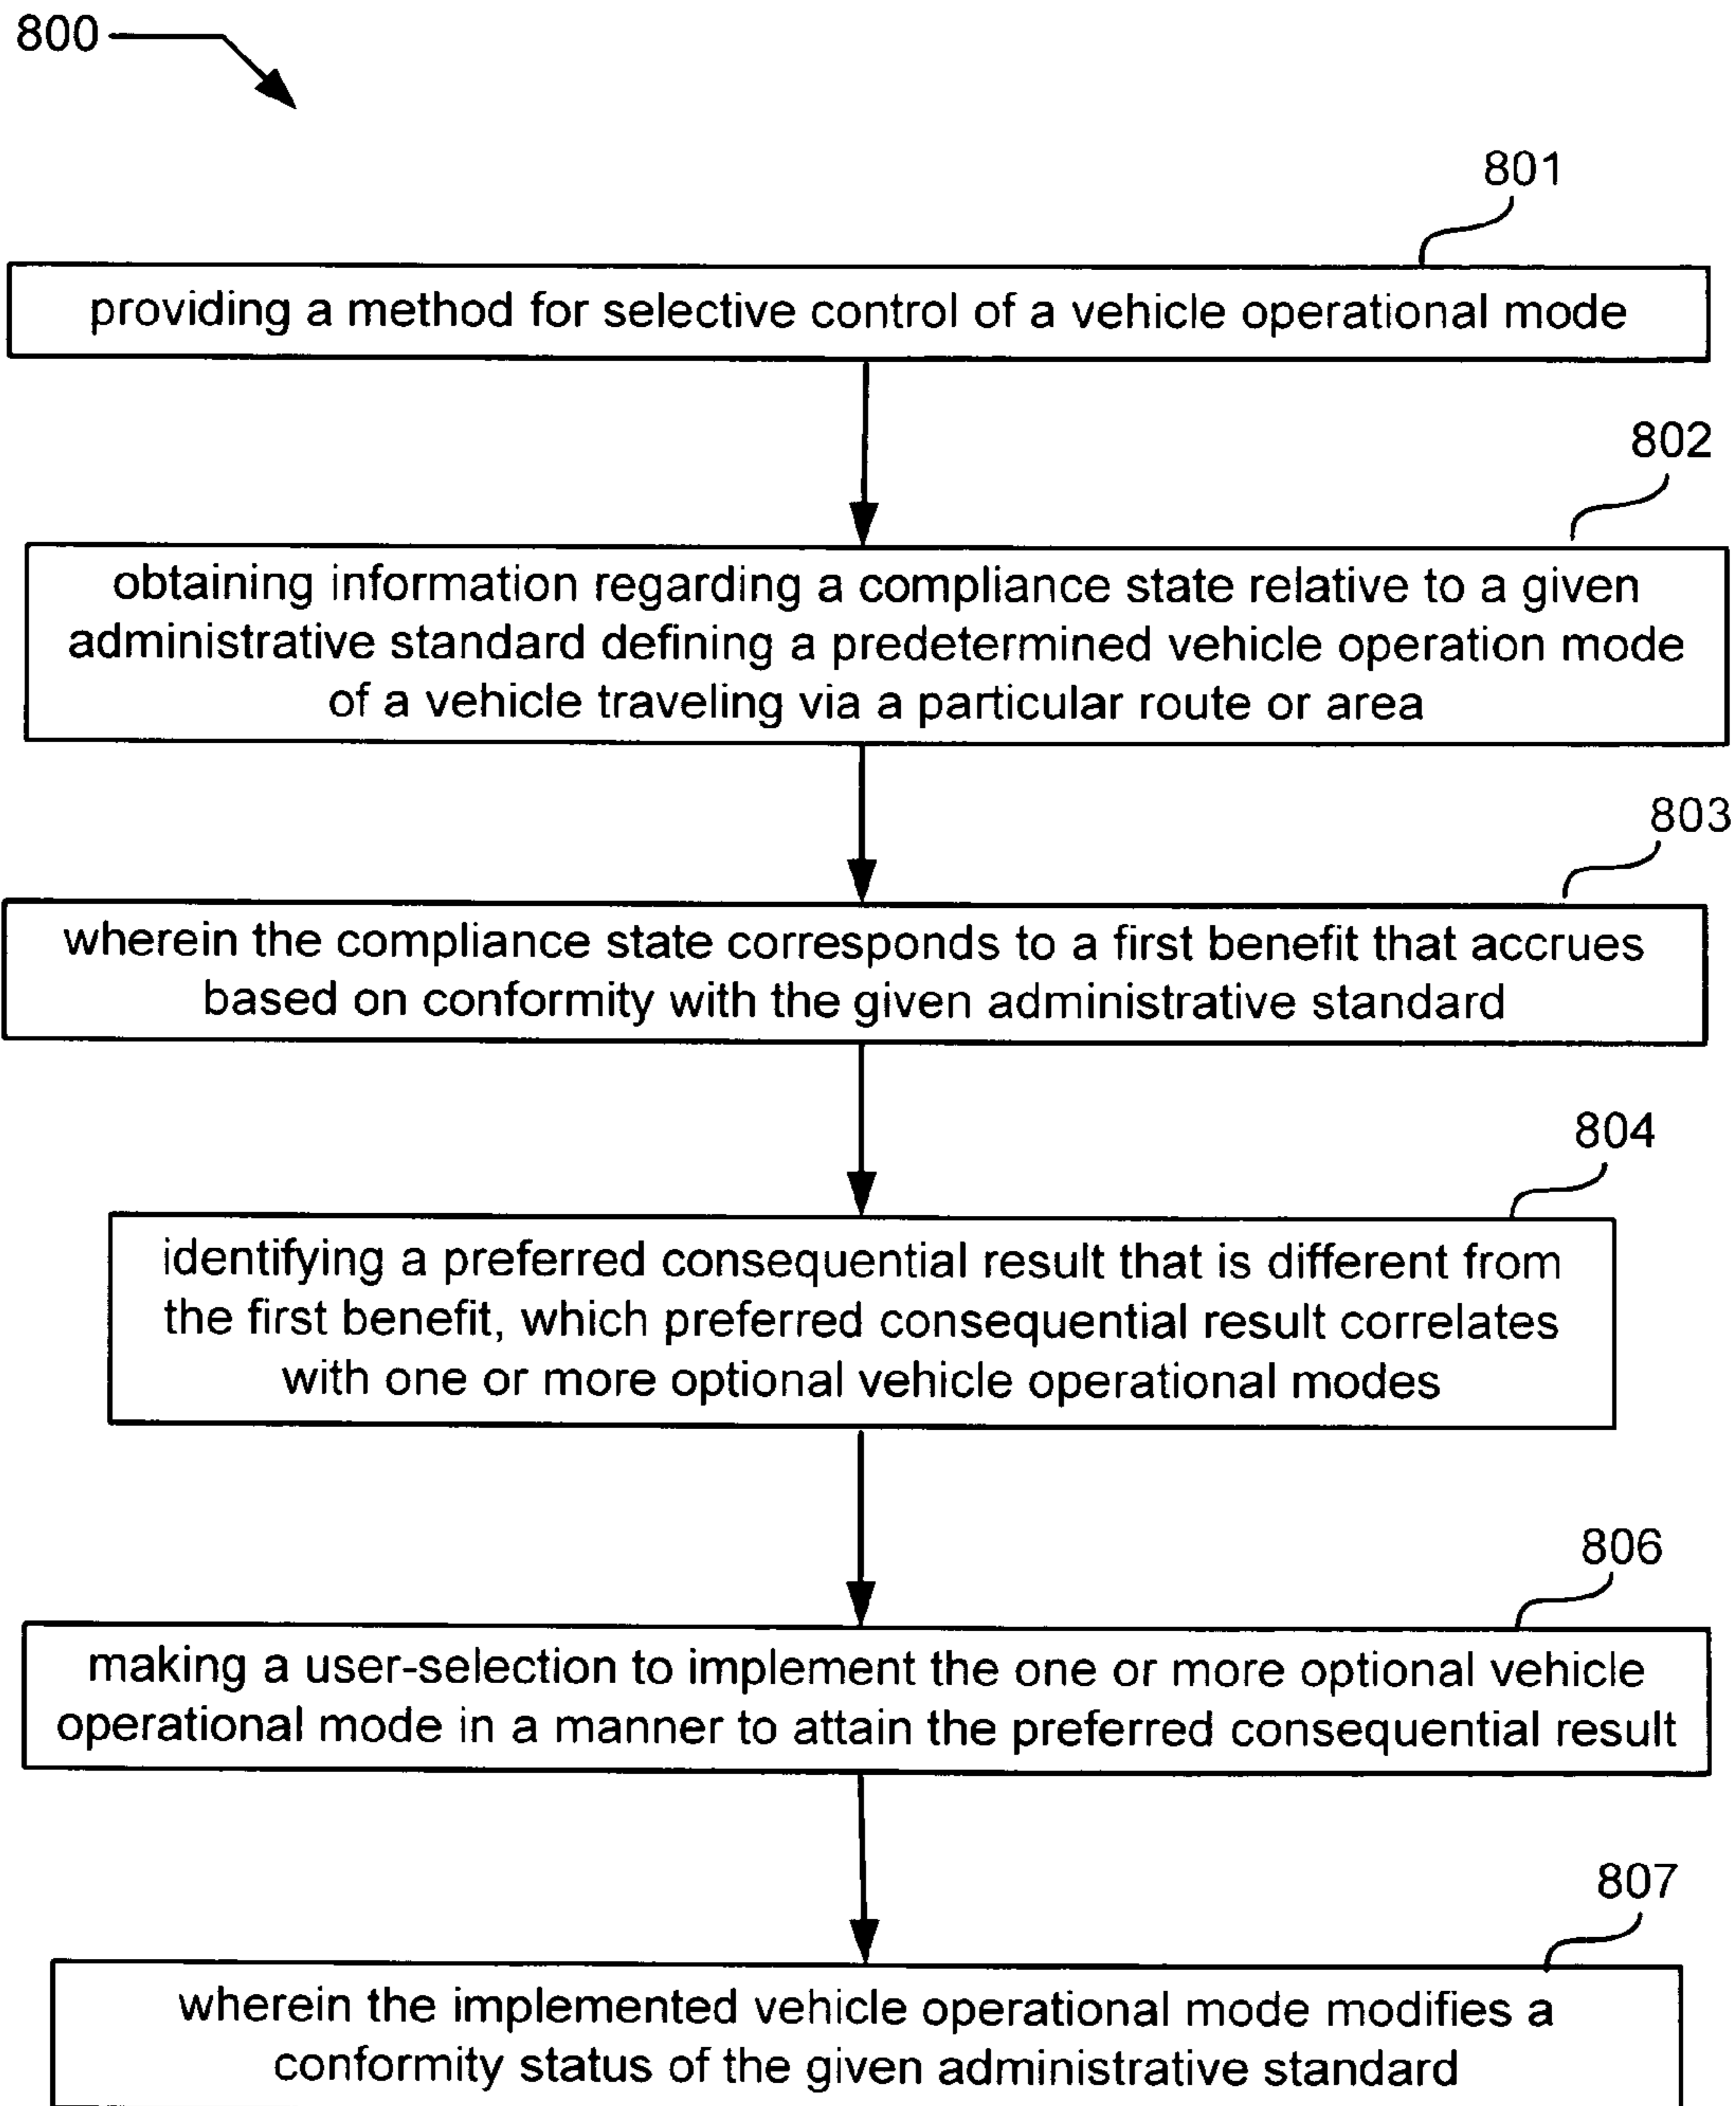 800
801
providing a method for selective control of a vehicle operational mode
802
obtaining information regarding a compliance state relative to a given
administrative standard defining a predetermined vehicle operation mode
of a vehicle traveling via a particular route or area
803
wherein the compliance state corresponds to a first benefit that accrues
based on conformity with the given administrative standard
804
identifying a preferred consequential result that is different from
the first benefit, which preferred consequential result correlates
with one or more optional vehicle operational modes
806
making a user-selection to implement the one or more optional vehicle
operational mode in a manner to attain the preferred consequential result
807
wherein the implemented vehicle operational mode modifies a
conformity status of the given administrative standard